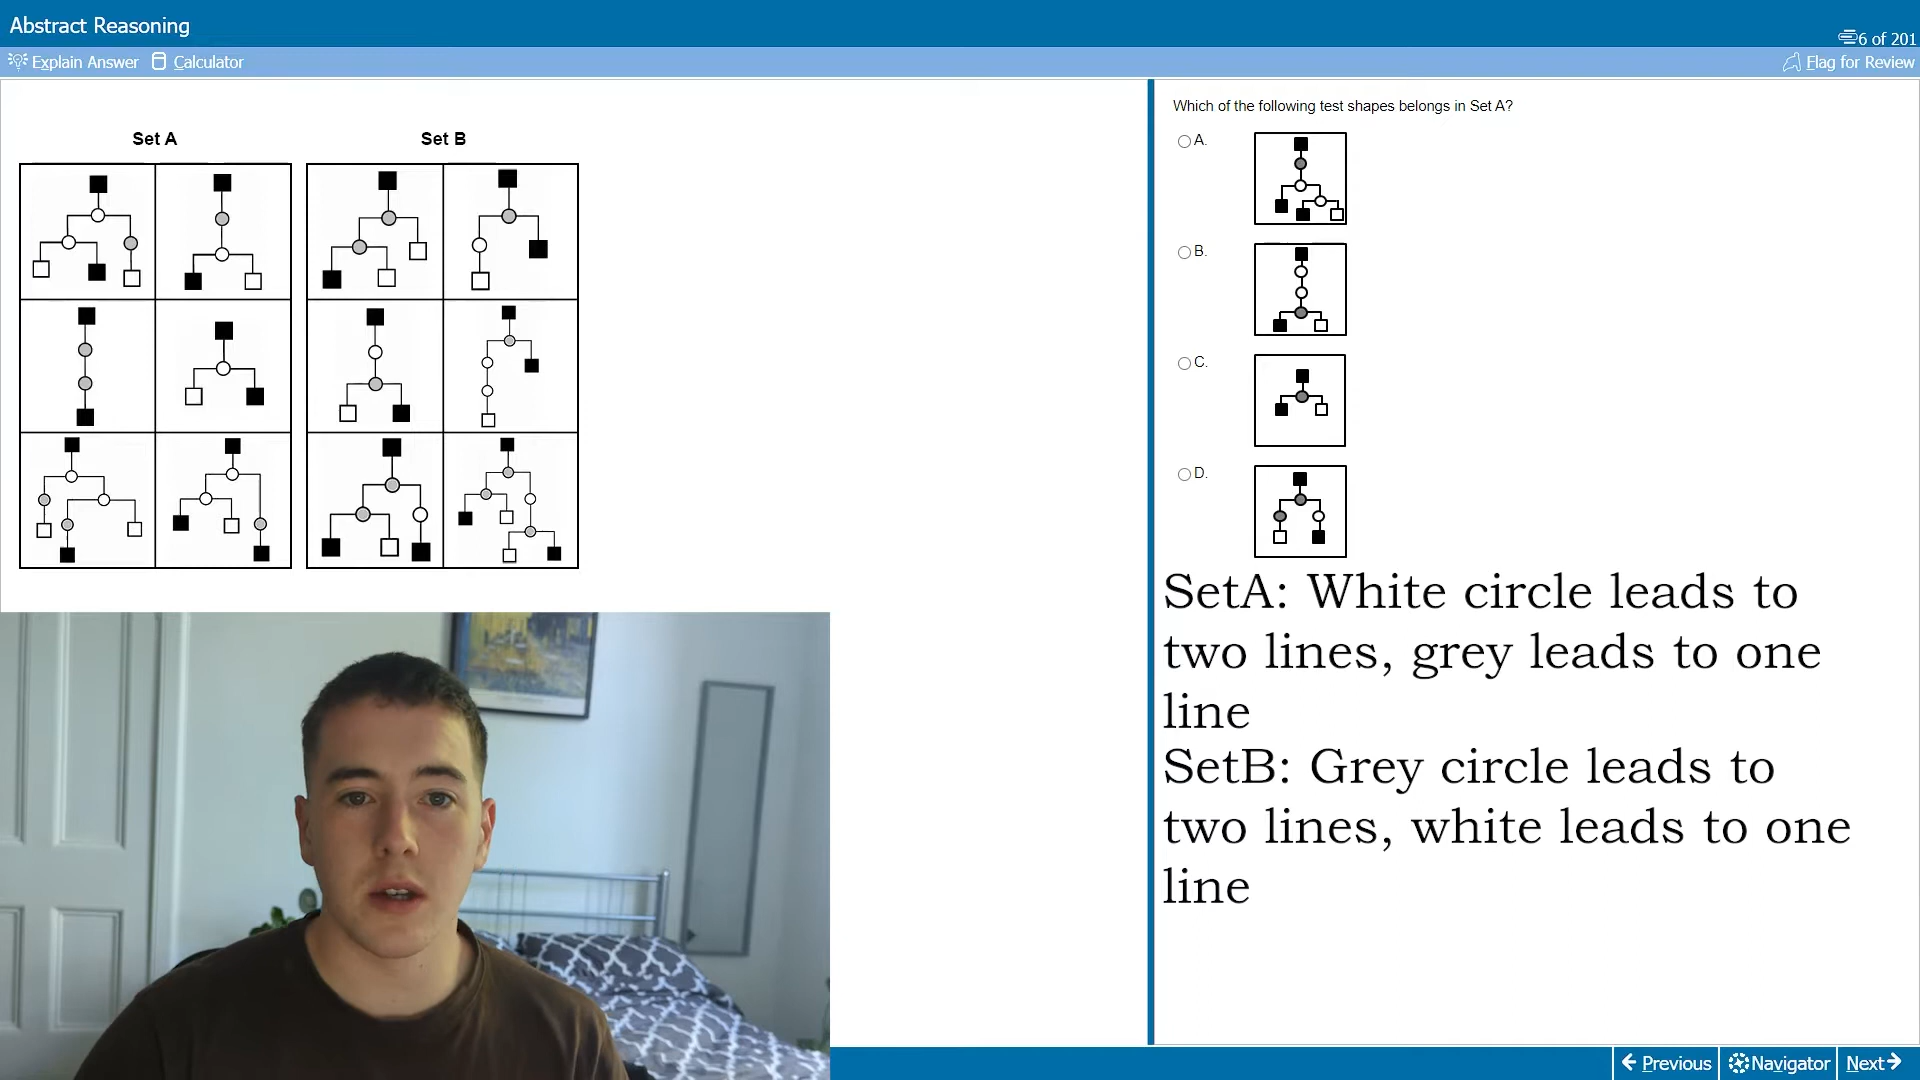 Abstract Reasoning
6 of 201
Explain Answer Calculator
Flag for Review
Set A
Set B
Which of the following test shapes belongs in Set A?
A.
B.
C.
D.
SetA: White circle leads to
two lines, grey leads to one
line
SetB: Grey circle leads to
two lines, white leads to one
line
Previous Navigator Next